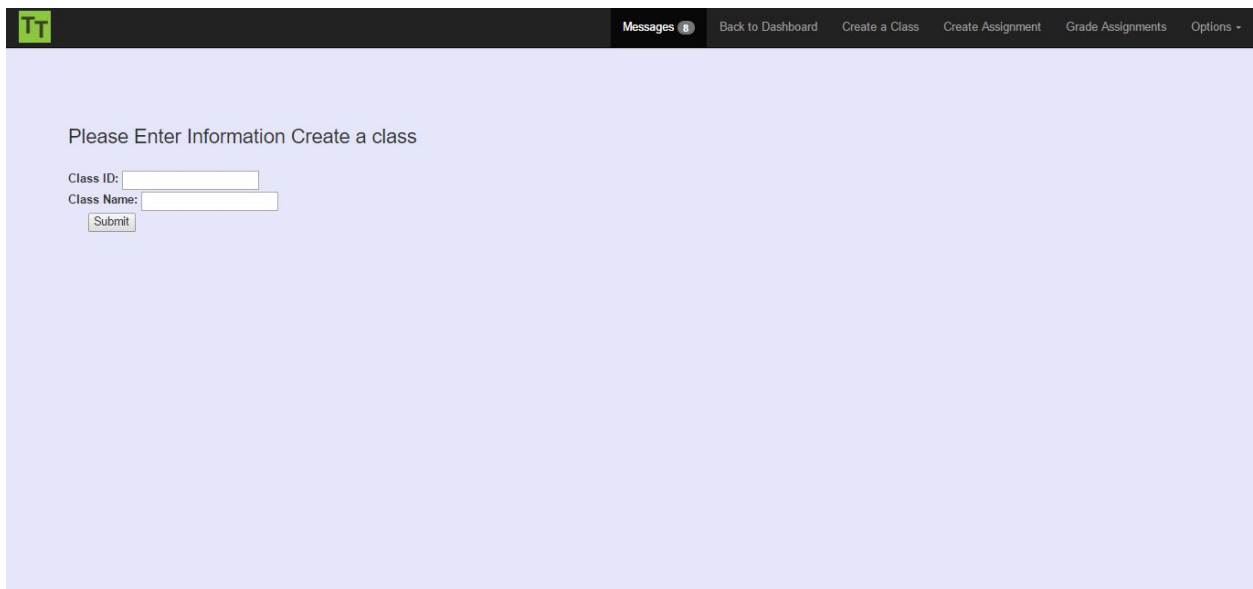 TT
Messages 8 Back to Dashboard Create a Class Create Assignment Grade Assignments Options
Please Enter Information Create a class
Class ID:
Class Name:
Submit